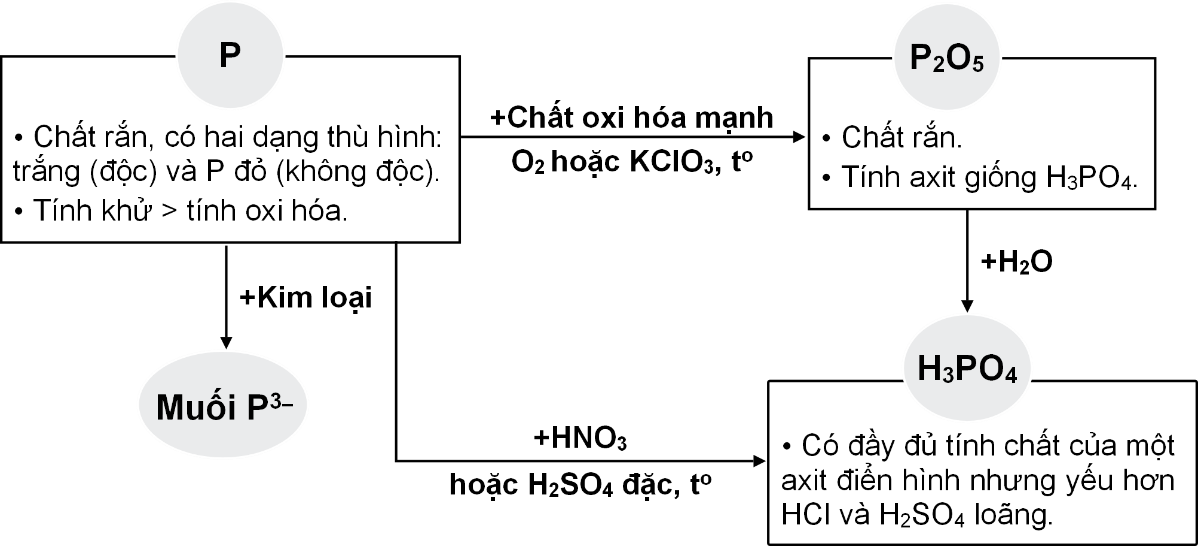 P
• Chất rắn, có hai dạng thù hình:
trắng (độc) và P đỏ (không độc).
• Tính khử > tính oxi hóa.
+Chất oxi hóa mạnh
O₂ hoặc KClO₃, tᵒ
P₂O₅
• Chất rắn.
• Tính axit giống H₃PO₄.
+H₂O
+Kim loại
Muối P³⁻
+HNO₃
hoặc H₂SO₄ đặc, tᵒ
H₃PO₄
• Có đầy đủ tính chất của một
axit điển hình nhưng yếu hơn
HCl và H₂SO₄ loãng.